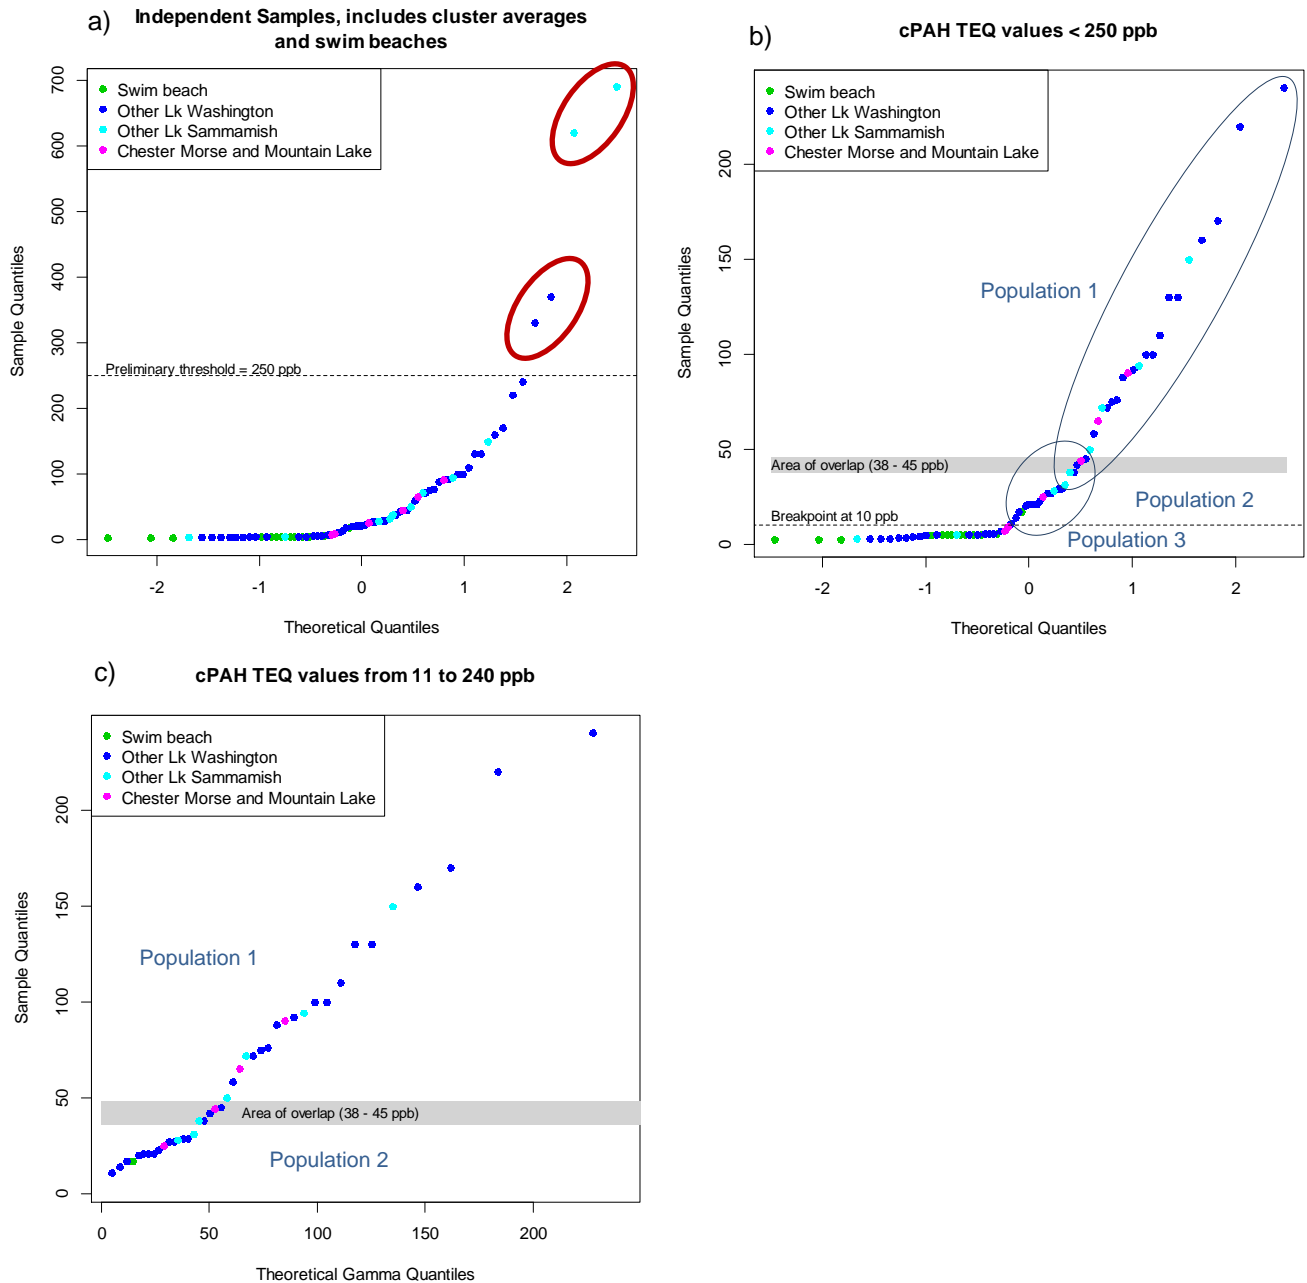 a)
Independent Samples, includes cluster averages
and swim beaches
Swim beach
Other Lk Washington
Other Lk Sammamish
Chester Morse and Mountain Lake
Preliminary threshold = 250 ppb
700
600
500
400
300
200
100
0
Sample Quantiles
-2
-1
0
1
2
Theoretical Quantiles
b)
cPAH TEQ values < 250 ppb
Swim beach
Other Lk Washington
Other Lk Sammamish
Chester Morse and Mountain Lake
Population 1
Area of overlap (38 - 45 ppb)
Population 2
Breakpoint at 10 ppb
Population 3
200
150
100
50
0
Sample Quantiles
-2
-1
0
1
2
Theoretical Quantiles
c)
cPAH TEQ values from 11 to 240 ppb
Swim beach
Other Lk Washington
Other Lk Sammamish
Chester Morse and Mountain Lake
Population 1
Area of overlap (38 - 45 ppb)
Population 2
200
150
100
50
0
Sample Quantiles
0
50
100
150
200
Theoretical Gamma Quantiles